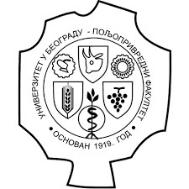 УНИВЕРЗИТЕТ У БЕОГРАДУ - ПОЉОПРИВРЕДНИ ФАКУЛТЕТ
• ОСНОВАН 1919. ГОД •